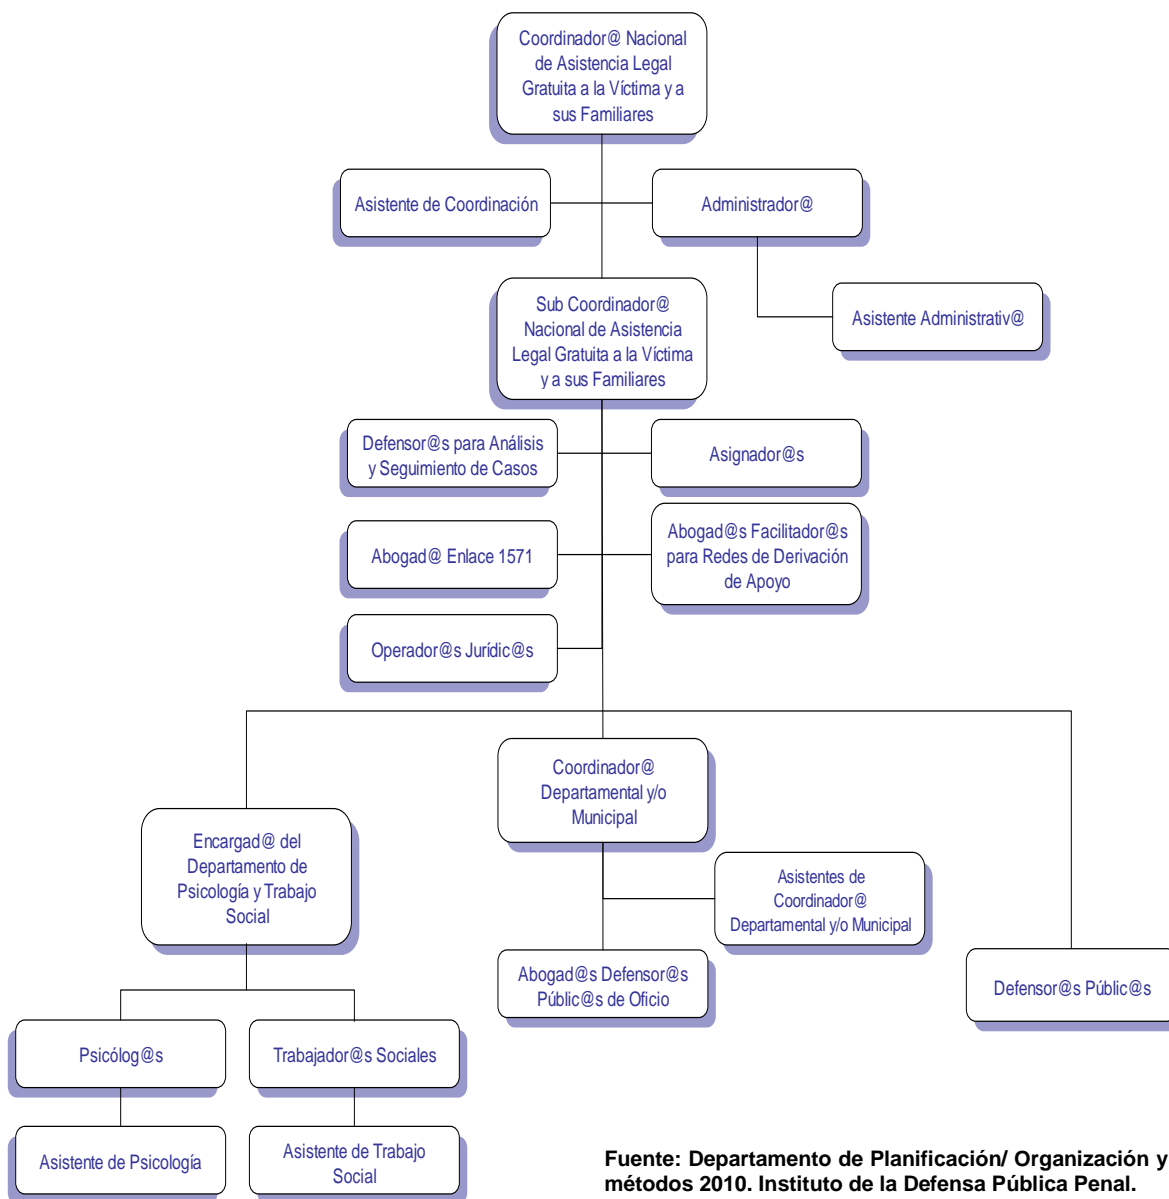 Coordinador@ Nacional
de Asistencia Legal
Gratuita a la Víctima y a
sus Familiares
Asistente de Coordinación
Administrador@
Asistente Administrativ@
Sub Coordinador@
Nacional de Asistencia
Legal Gratuita a la Víctima
y a sus Familiares
Defensor@s para Análisis
y Seguimiento de Casos
Asignador@s
Abogad@ Enlace 1571
Abogad@s Facilitador@s
para Redes de Derivación
de Apoyo
Operador@s Jurídic@s
Coordinador@
Departamental y/o
Municipal
Encargad@ del
Departamento de
Psicología y Trabajo
Social
Asistentes de
Coordinador@
Departamental y/o Municipal
Abogad@s Defensor@s
Públic@s de Oficio
Defensor@s Públic@s
Psicólog@s
Trabajador@s Sociales
Asistente de Psicología
Asistente de Trabajo
Social
Fuente: Departamento de Planificación/ Organización y
métodos 2010. Instituto de la Defensa Pública Penal.